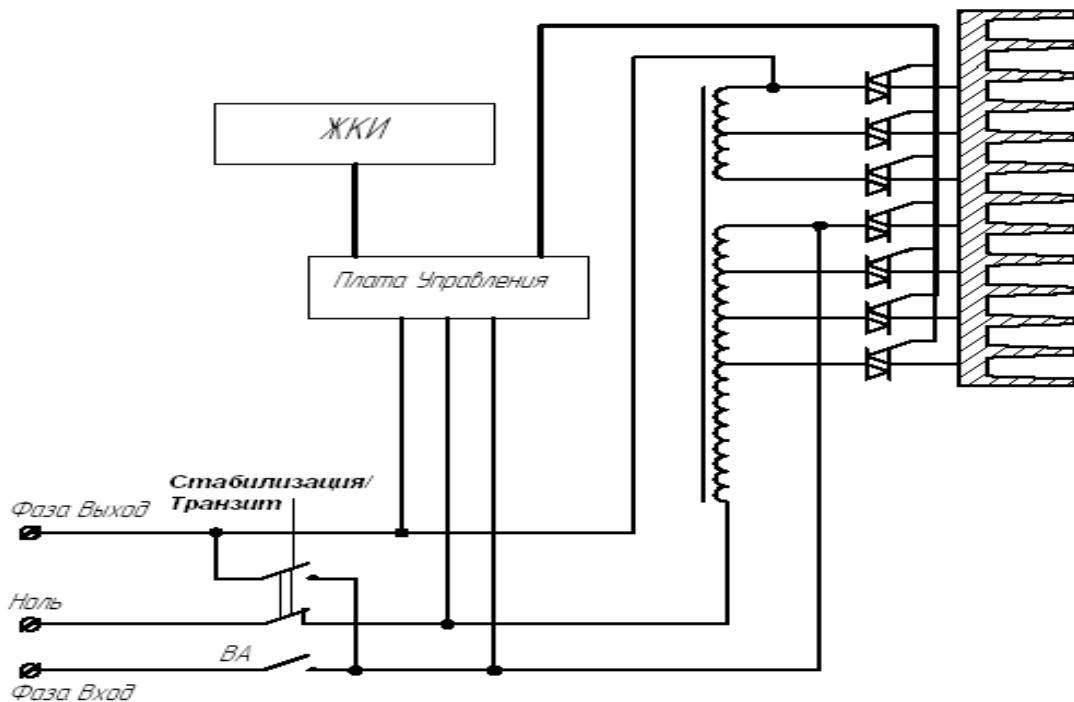 ЖКИ
Плата Управления
Стабилизация/
Транзит
Фаза Выход
Ноль
ВА
Фаза Вход